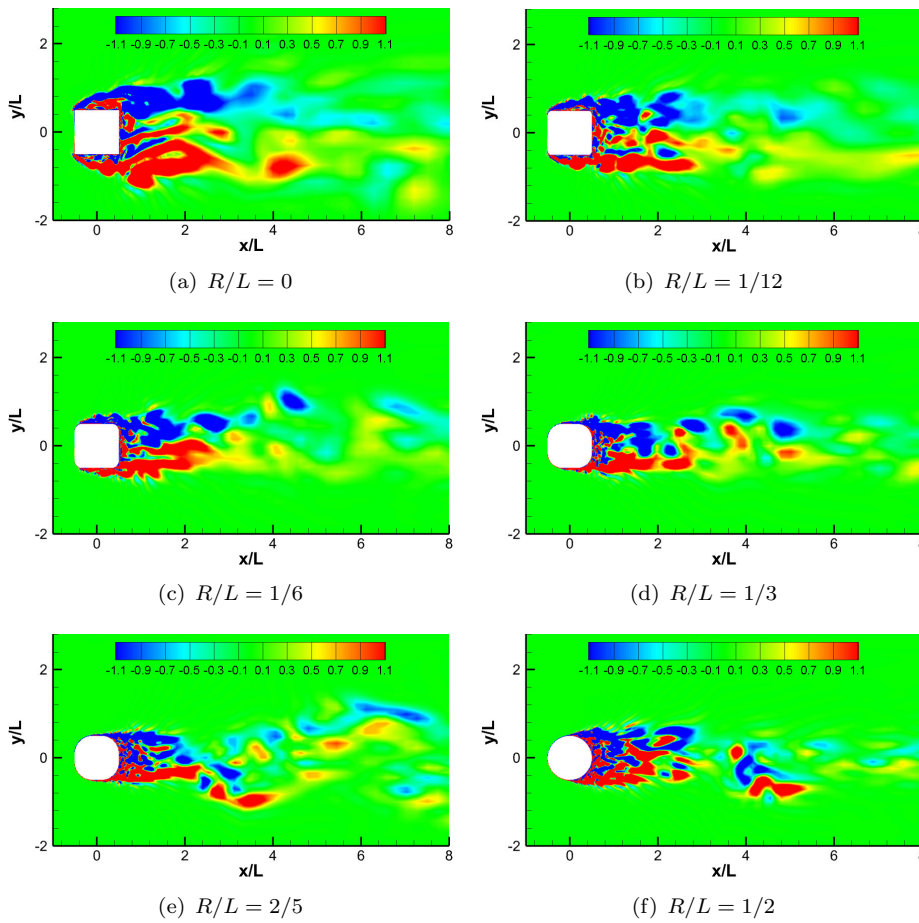 -1.1 -0.9 -0.7 -0.5 -0.3 -0.1 0.1 0.3 0.5 0.7 0.9 1.1
2
y/L
0
-2
0 2 4 6 8
x/L
(a) R/L = 0
-1.1 -0.9 -0.7 -0.5 -0.3 -0.1 0.1 0.3 0.5 0.7 0.9 1.1
2
y/L
0
-2
0 2 4 6 8
x/L
(b) R/L = 1/12
-1.1 -0.9 -0.7 -0.5 -0.3 -0.1 0.1 0.3 0.5 0.7 0.9 1.1
2
y/L
0
-2
0 2 4 6 8
x/L
(c) R/L = 1/6
-1.1 -0.9 -0.7 -0.5 -0.3 -0.1 0.1 0.3 0.5 0.7 0.9 1.1
2
y/L
0
-2
0 2 4 6 8
x/L
(d) R/L = 1/3
-1.1 -0.9 -0.7 -0.5 -0.3 -0.1 0.1 0.3 0.5 0.7 0.9 1.1
2
y/L
0
-2
0 2 4 6 8
x/L
(e) R/L = 2/5
-1.1 -0.9 -0.7 -0.5 -0.3 -0.1 0.1 0.3 0.5 0.7 0.9 1.1
2
y/L
0
-2
0 2 4 6 8
x/L
(f) R/L = 1/2